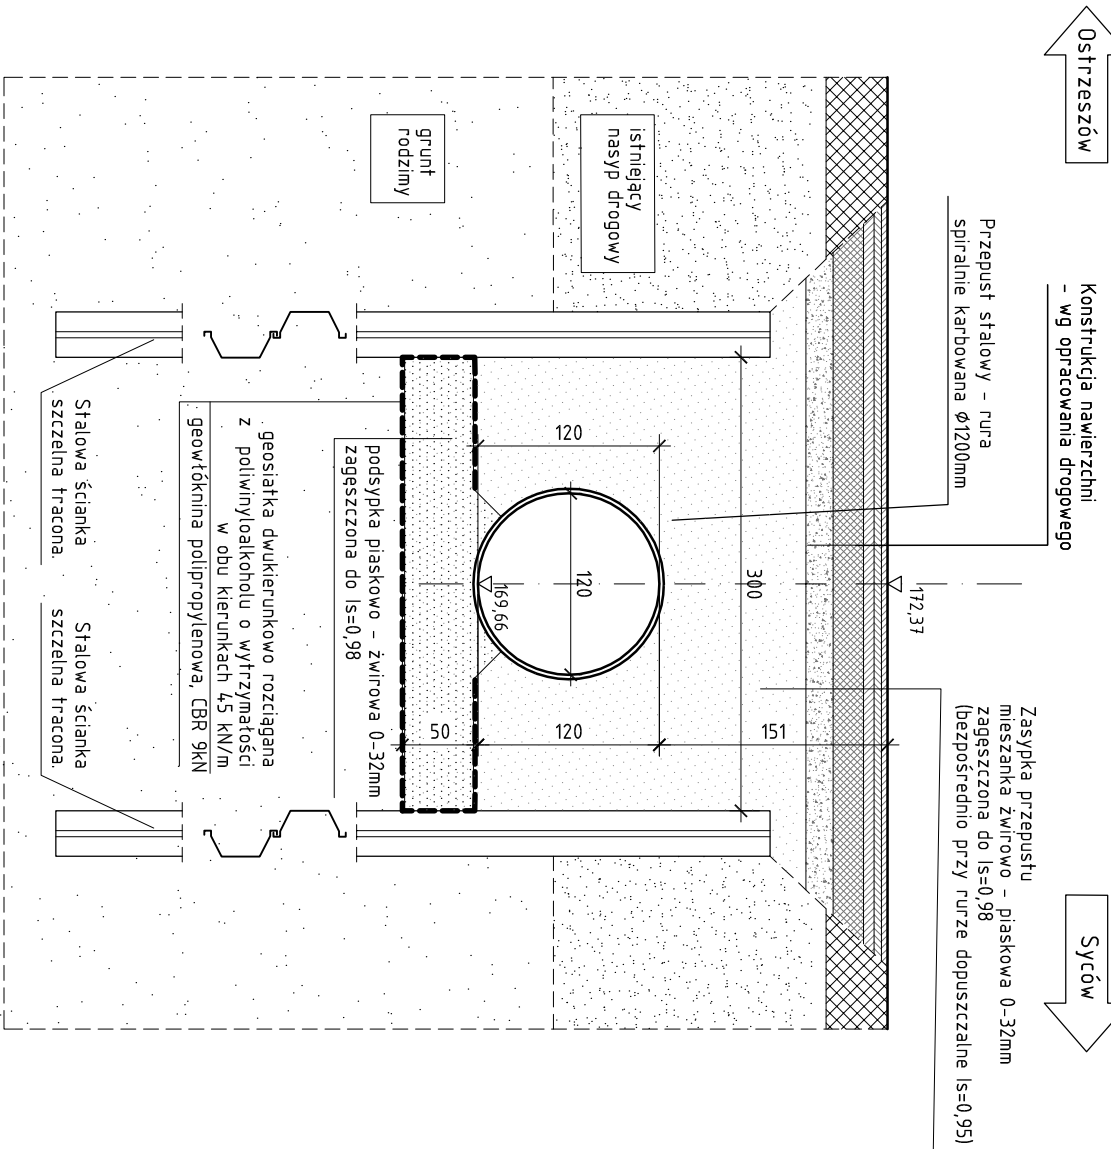 Ostrzeszów
Syców
Konstrukcja nawierzchni
- wg opracowania drogowego
Przepust stalowy - rura
spiralnie karbowana Ø1200mm
Zasypka przepustu
mieszanka żwirowo - piaskowa 0-32mm
zagęszczona do Is=0,98
(bezpośrednio przy rurze dopuszczalne Is=0,95)
172,37
istniejący
nasyp drogowy
grunt
rodzimy
300
151
120
120
120
50
169,66
podsypka piaskowo - żwirowa 0-32mm
zagęszczona do Is=0,98
geosiatka dwukierunkowo rozciągana
z poliwinyloalkoholu o wytrzymałości
w obu kierunkach 45 kN/m
geowłóknina polipropylenowa, CBR 9kN
Stalowa ścianka
szczelna tracona.
Stalowa ścianka
szczelna tracona.